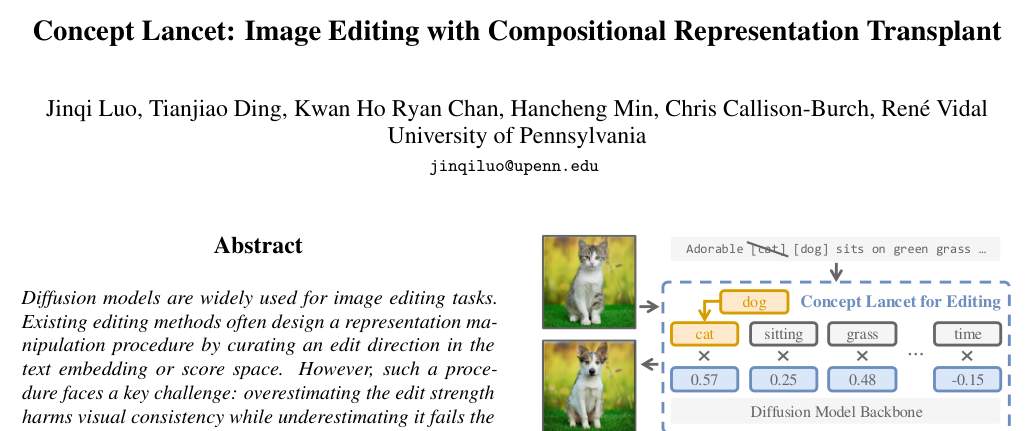 Concept Lancet: Image Editing with Compositional Representation Transplant
Jinqi Luo, Tianjiao Ding, Kwan Ho Ryan Chan, Hancheng Min, Chris Callison-Burch, René Vidal
University of Pennsylvania
jinqiluo@upenn.edu
Abstract
Diffusion models are widely used for image editing tasks.
Existing editing methods often design a representation ma-
nipulation procedure by curating an edit direction in the
text embedding or score space. However, such a proce-
dure faces a key challenge: overestimating the edit strength
harms visual consistency while underestimating it fails the
Adorable [cat] [dog] sits on green grass …
dog
Concept Lancet for Editing
cat sitting grass time
× × × … ×
0.57 0.25 0.48 -0.15
Diffusion Model Backbone